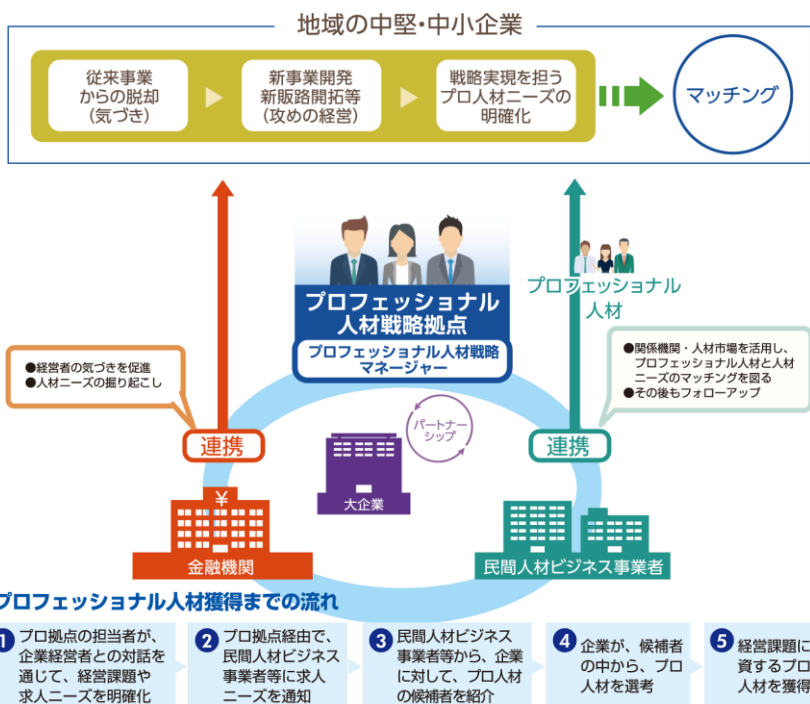 地域の中堅・中小企業
従来事業
からの脱却
(気づき)
新事業開発
新販路開拓等
(攻めの経営)
戦略実現を担う
プロ人材ニーズの
明確化
マッチング
プロフェッショナル
人材戦略拠点
プロフェッショナル人材戦略
マネージャー
プロフェッショナル
人材
●経営者の気づきを促進
●人材ニーズの掘り起こし
●関係機関・人材市場を活用し、
プロフェッショナル人材と人材
ニーズのマッチングを図る
●その後もフォローアップ
連携
パートナー
シップ
連携
大企業
¥
金融機関
民間人材ビジネス事業者
プロフェッショナル人材獲得までの流れ
1 プロ拠点の担当者が、
企業経営者との対話を
通じて、経営課題や
求人ニーズを明確化
2 プロ拠点経由で、
民間人材ビジネス
事業者等に求人
ニーズを通知
3 民間人材ビジネス
事業者等から、企業
に対して、プロ人材
の候補者を紹介
4 企業が、候補者
の中から、プロ
人材を選考
5 経営課題に
資するプロ
人材を獲得